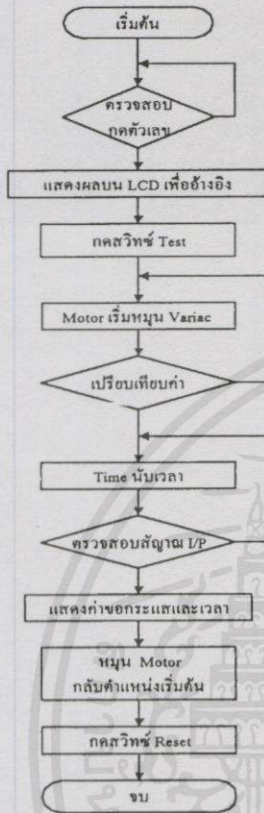 เริ่มต้น
ตรวจสอบ
กดตัวเลข
แสดงผลบน LCD เพื่ออ้างอิง
กดสวิทซ์ Test
Motor เริ่มหมุน Variac
เปรียบเทียบค่า
Time นับเวลา
ตรวจสอบสัญาณ I/P
แสดงค่าขอกระแสและเวลา
หมุน Motor
กลับตำแหน่งเริ่มต้น
กดสวิทซ์ Reset
จบ